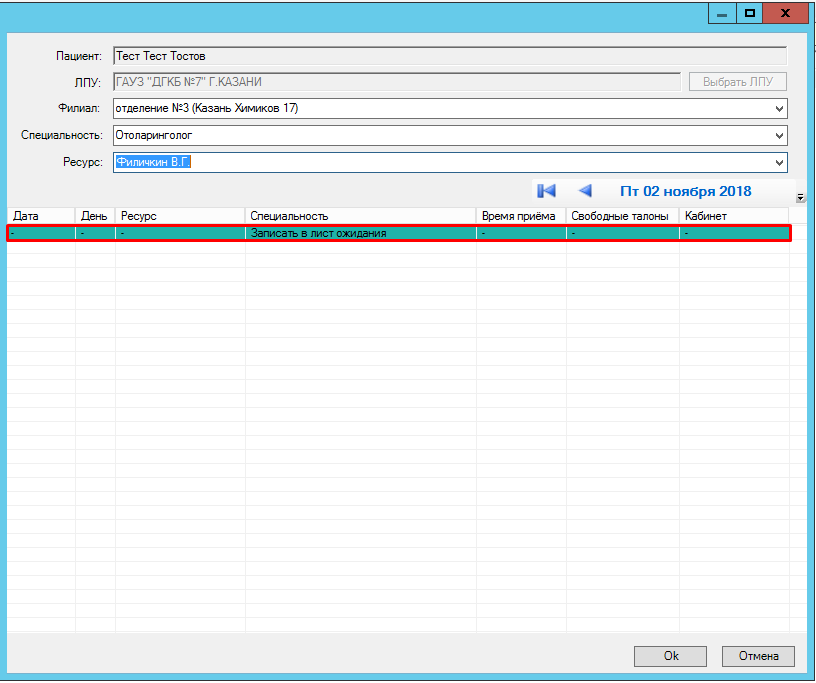 Пациент: Тест Тест Тостов
ЛПУ: ГАУЗ "ДГКБ №7" Г.КАЗАНИ Выбрать ЛПУ
Филиал: отделение №3 (Казань Химиков 17)
Специальность: Отоларинголог
Ресурс: Филичкин В.Г.
Пт 02 ноября 2018
Дата День Ресурс Специальность Время приёма Свободные талоны Кабинет
- - - Записать в лист ожидания - - -
Ok Отмена